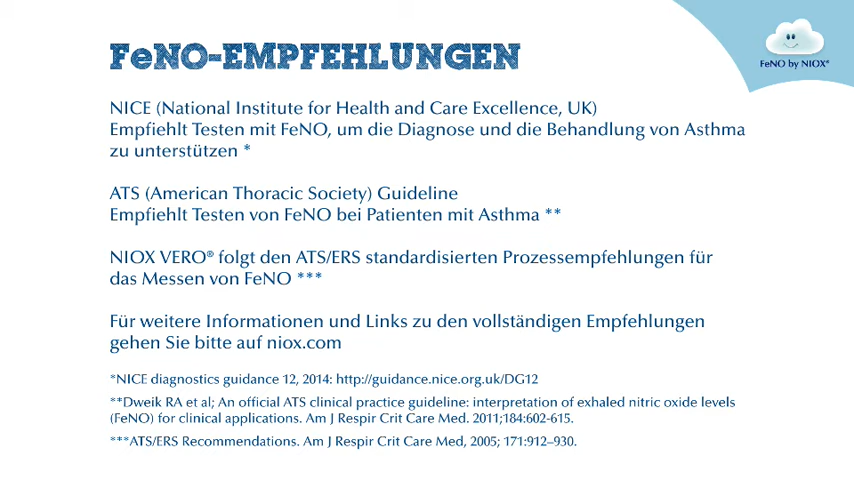 FeNO-EMPFEHLUNGEN
FeNO by NIOX®
NICE (National Institute for Health and Care Excellence, UK)
Empfiehlt Testen mit FeNO, um die Diagnose und die Behandlung von Asthma
zu unterstützen *
ATS (American Thoracic Society) Guideline
Empfiehlt Testen von FeNO bei Patienten mit Asthma **
NIOX VERO® folgt den ATS/ERS standardisierten Prozessempfehlungen für
das Messen von FeNO ***
Für weitere Informationen und Links zu den vollständigen Empfehlungen
gehen Sie bitte auf niox.com
*NICE diagnostics guidance 12, 2014: http://guidance.nice.org.uk/DG12
**Dweik RA et al; An official ATS clinical practice guideline: interpretation of exhaled nitric oxide levels
(FeNO) for clinical applications. Am J Respir Crit Care Med. 2011;184:602-615.
***ATS/ERS Recommendations. Am J Respir Crit Care Med, 2005; 171:912–930.